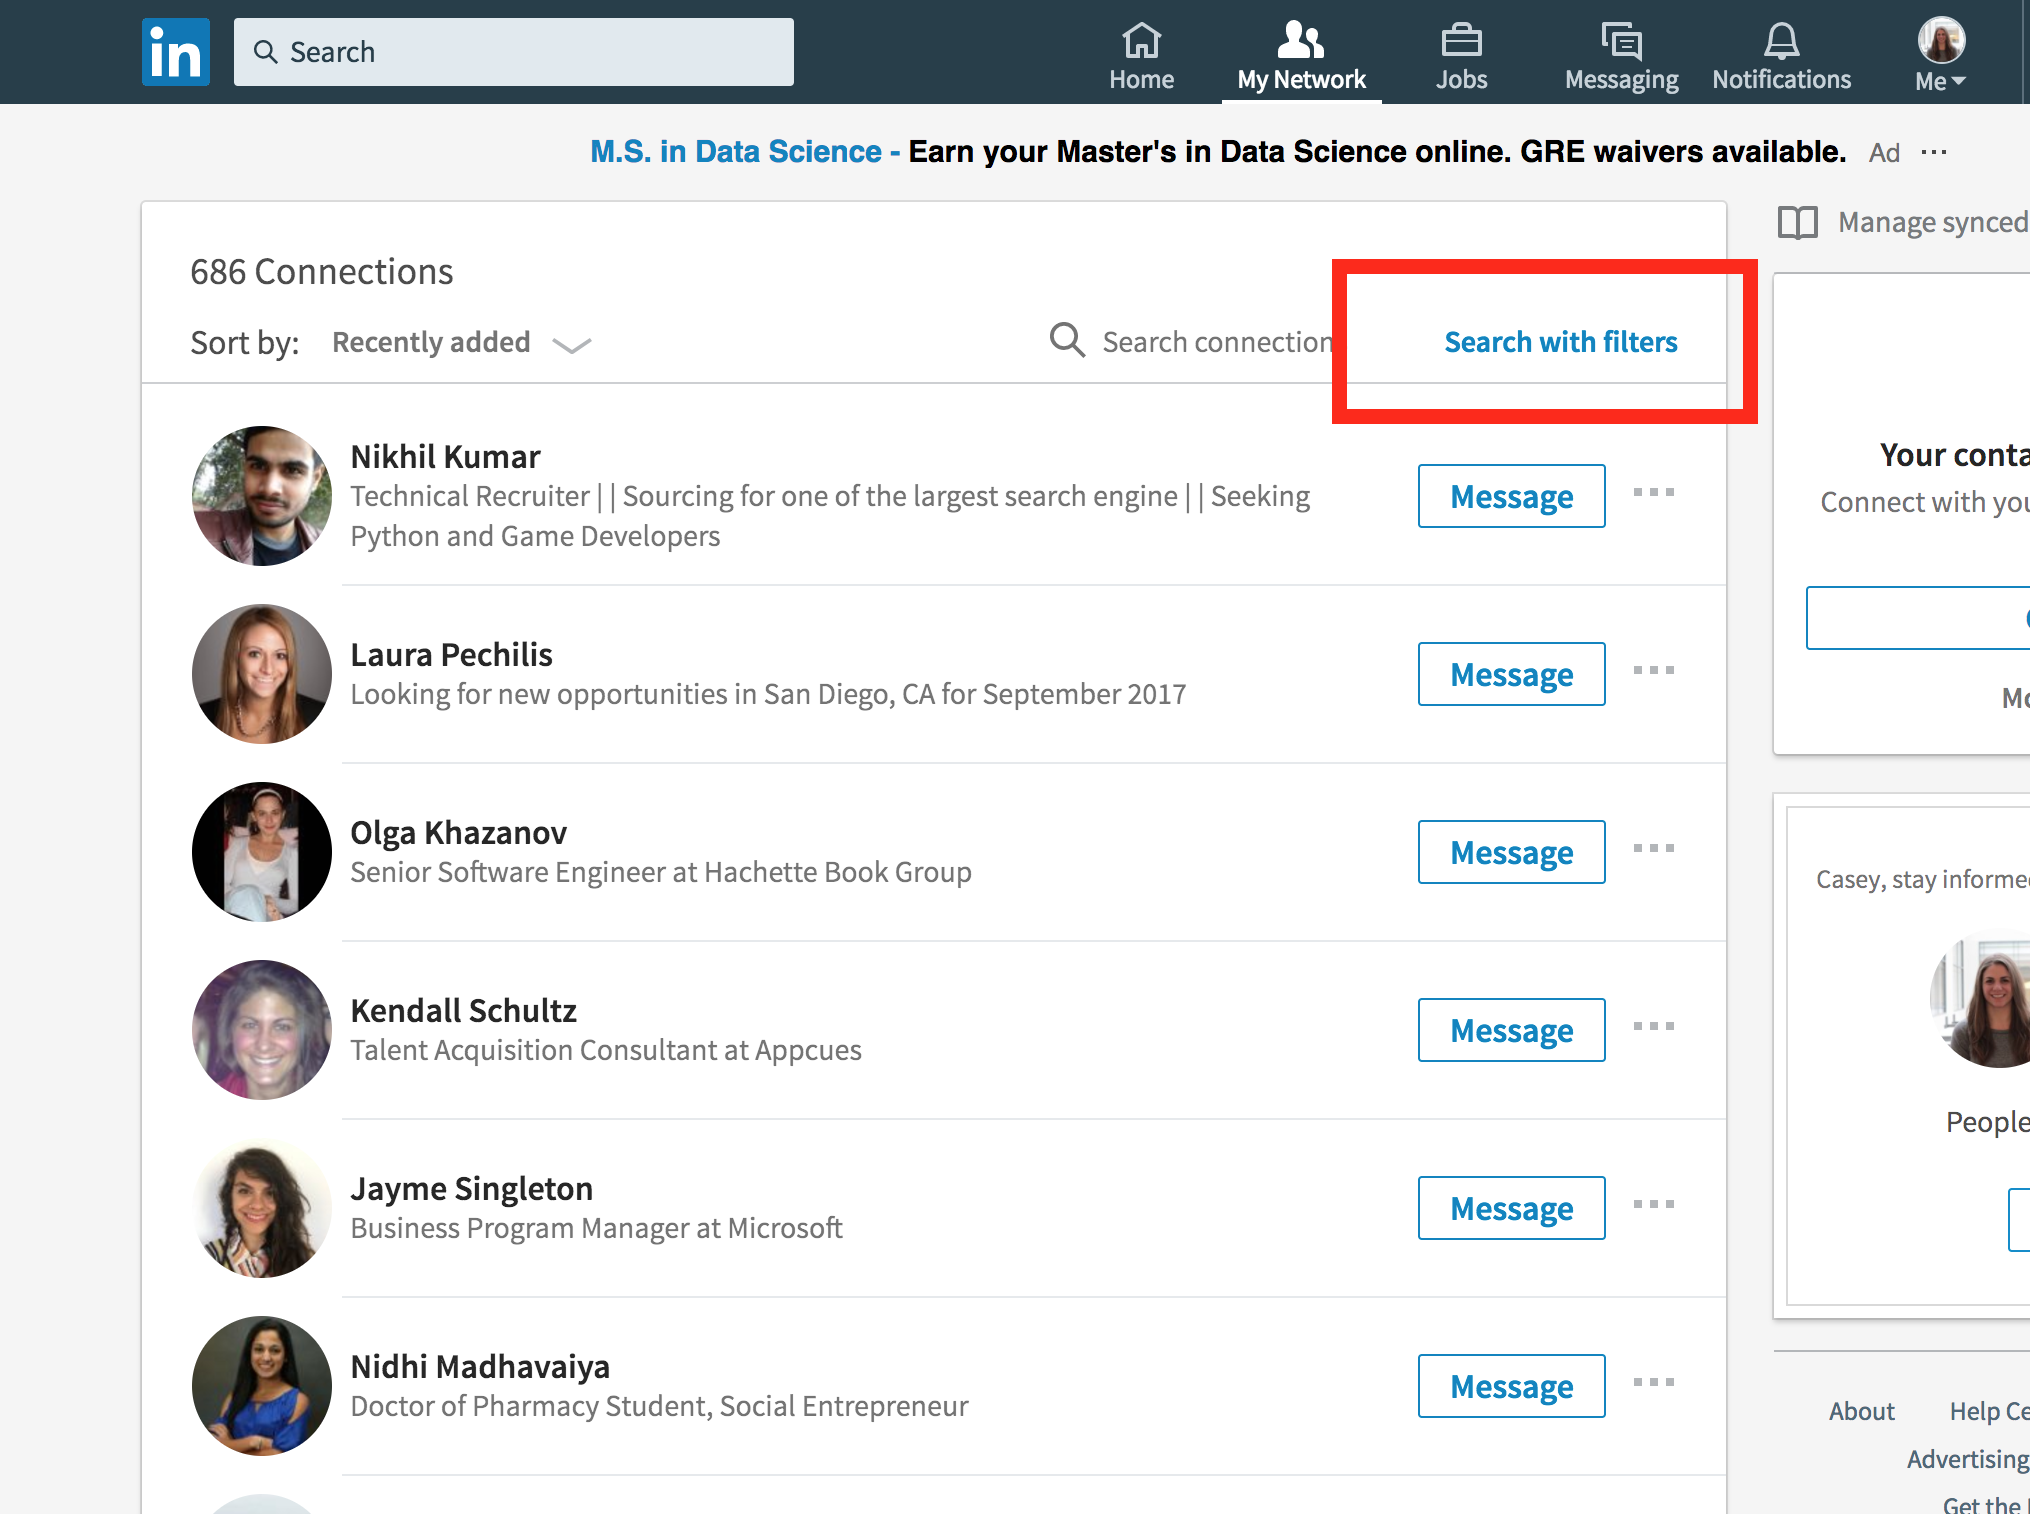 in
Search
Home
My Network
Jobs
Messaging
Notifications
Me
M.S. in Data Science - Earn your Master's in Data Science online. GRE waivers available. Ad ...
686 Connections
Sort by: Recently added
Search connection
Search with filters
Nikhil Kumar
Technical Recruiter || Sourcing for one of the largest search engine || Seeking
Python and Game Developers
Message
Laura Pechilis
Looking for new opportunities in San Diego, CA for September 2017
Message
Olga Khazanov
Senior Software Engineer at Hachette Book Group
Message
Kendall Schultz
Talent Acquisition Consultant at Appcues
Message
Jayme Singleton
Business Program Manager at Microsoft
Message
Nidhi Madhavaiya
Doctor of Pharmacy Student, Social Entrepreneur
Message
Manage synced
Your conta
Connect with you
Mo
Casey, stay informe
People
About
Help Ce
Advertising
Get the